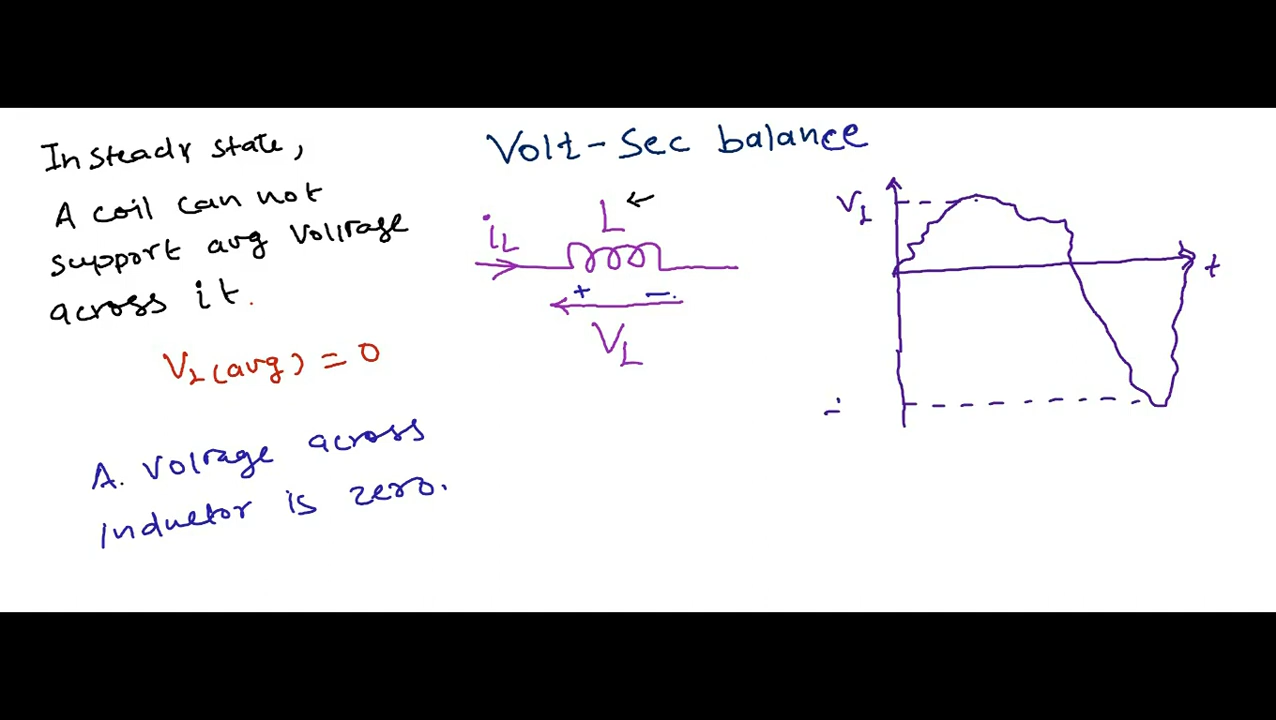 In steady state,
A coil can not
support avg Voltage
across it.
VL(avg) = 0
A. Voltage across
inductor is zero.
Volt-Sec balance
L
iL
+ -
VL
V1
t